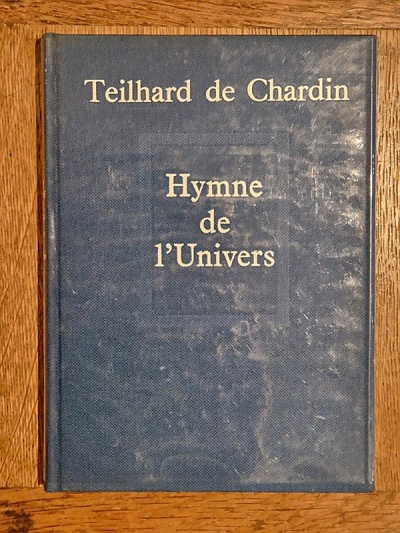 Teilhard de Chardin
Hymne
de
l'Univers